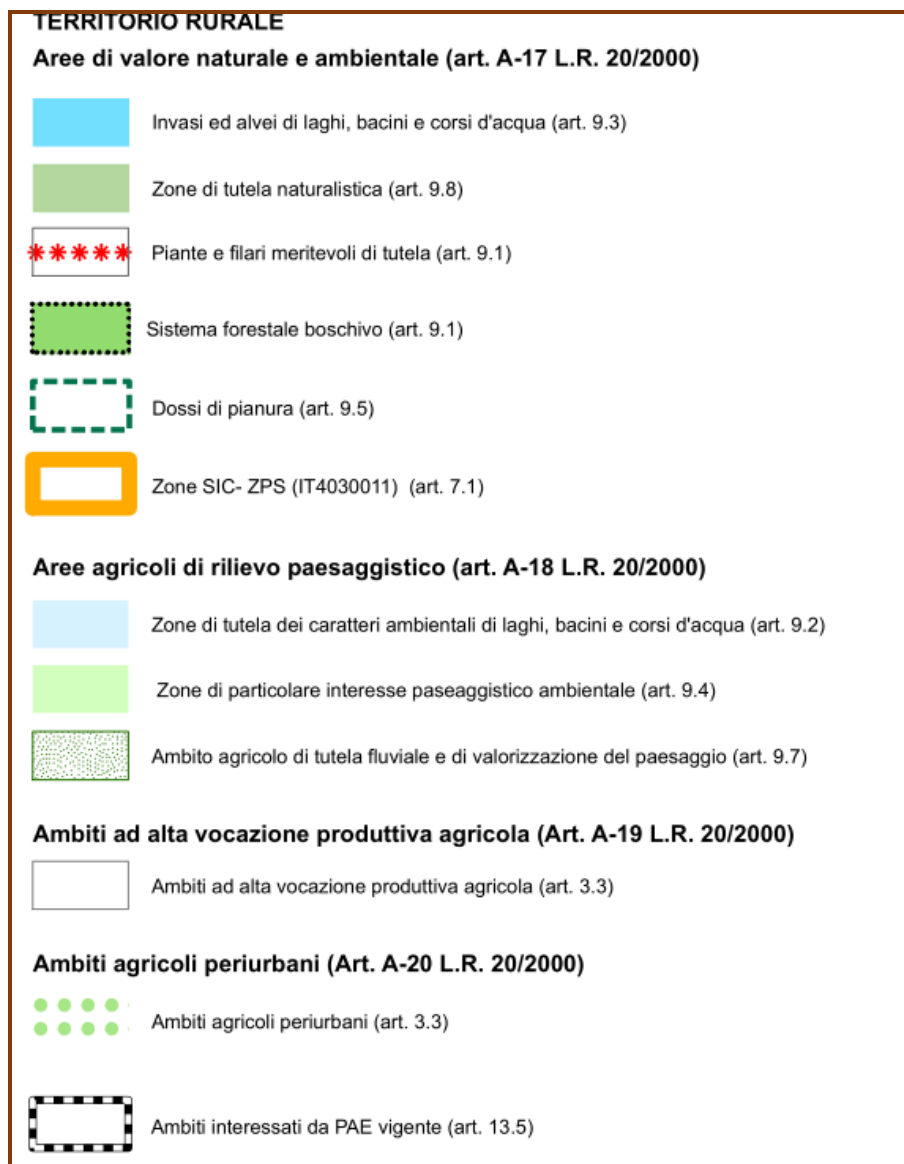 TERRITORIO RURALE
Aree di valore naturale e ambientale (art. A-17 L.R. 20/2000)
Invasi ed alvei di laghi, bacini e corsi d'acqua (art. 9.3)
Zone di tutela naturalistica (art. 9.8)
Piante e filari meritevoli di tutela (art. 9.1)
Sistema forestale boschivo (art. 9.1)
Dossi di pianura (art. 9.5)
Zone SIC- ZPS (IT4030011) (art. 7.1)
Aree agricoli di rilievo paesaggistico (art. A-18 L.R. 20/2000)
Zone di tutela dei caratteri ambientali di laghi, bacini e corsi d'acqua (art. 9.2)
Zone di particolare interesse paseaggistico ambientale (art. 9.4)
Ambito agricolo di tutela fluviale e di valorizzazione del paesaggio (art. 9.7)
Ambiti ad alta vocazione produttiva agricola (Art. A-19 L.R. 20/2000)
Ambiti ad alta vocazione produttiva agricola (art. 3.3)
Ambiti agricoli periurbani (Art. A-20 L.R. 20/2000)
Ambiti agricoli periurbani (art. 3.3)
Ambiti interessati da PAE vigente (art. 13.5)